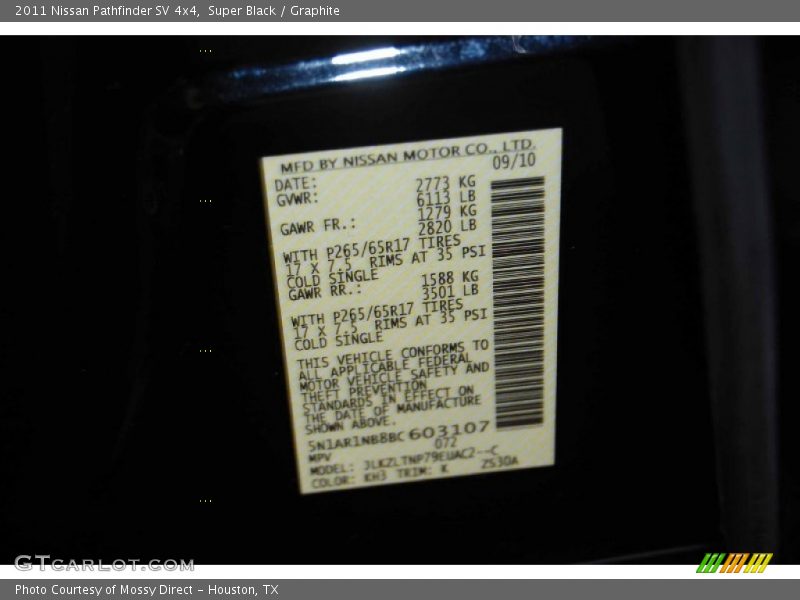 2011 Nissan Pathfinder SV 4x4,  Super Black / Graphite
MFD BY NISSAN MOTOR CO., LTD.
DATE: 09/10
GVWR: 2773 KG
6113 LB
GAWR FR.: 1279 KG
2820 LB
WITH P265/65R17 TIRES
17 X 7.5 RIMS AT 35 PSI
COLD SINGLE
GAWR RR.: 1588 KG
3501 LB
WITH P265/65R17 TIRES
17 X 7.5 RIMS AT 35 PSI
COLD SINGLE
THIS VEHICLE CONFORMS TO
ALL APPLICABLE FEDERAL
MOTOR VEHICLE SAFETY AND
THEFT PREVENTION
STANDARDS IN EFFECT ON
THE DATE OF MANUFACTURE
SHOWN ABOVE.
5N1AR1NB8BC603107
MPV 072
MODEL: JLKZLTNP79EUAC2--C
COLOR: KH3 TRIM: K ZS30A
GTCARLOT.COM
Photo Courtesy of Mossy Direct - Houston, TX